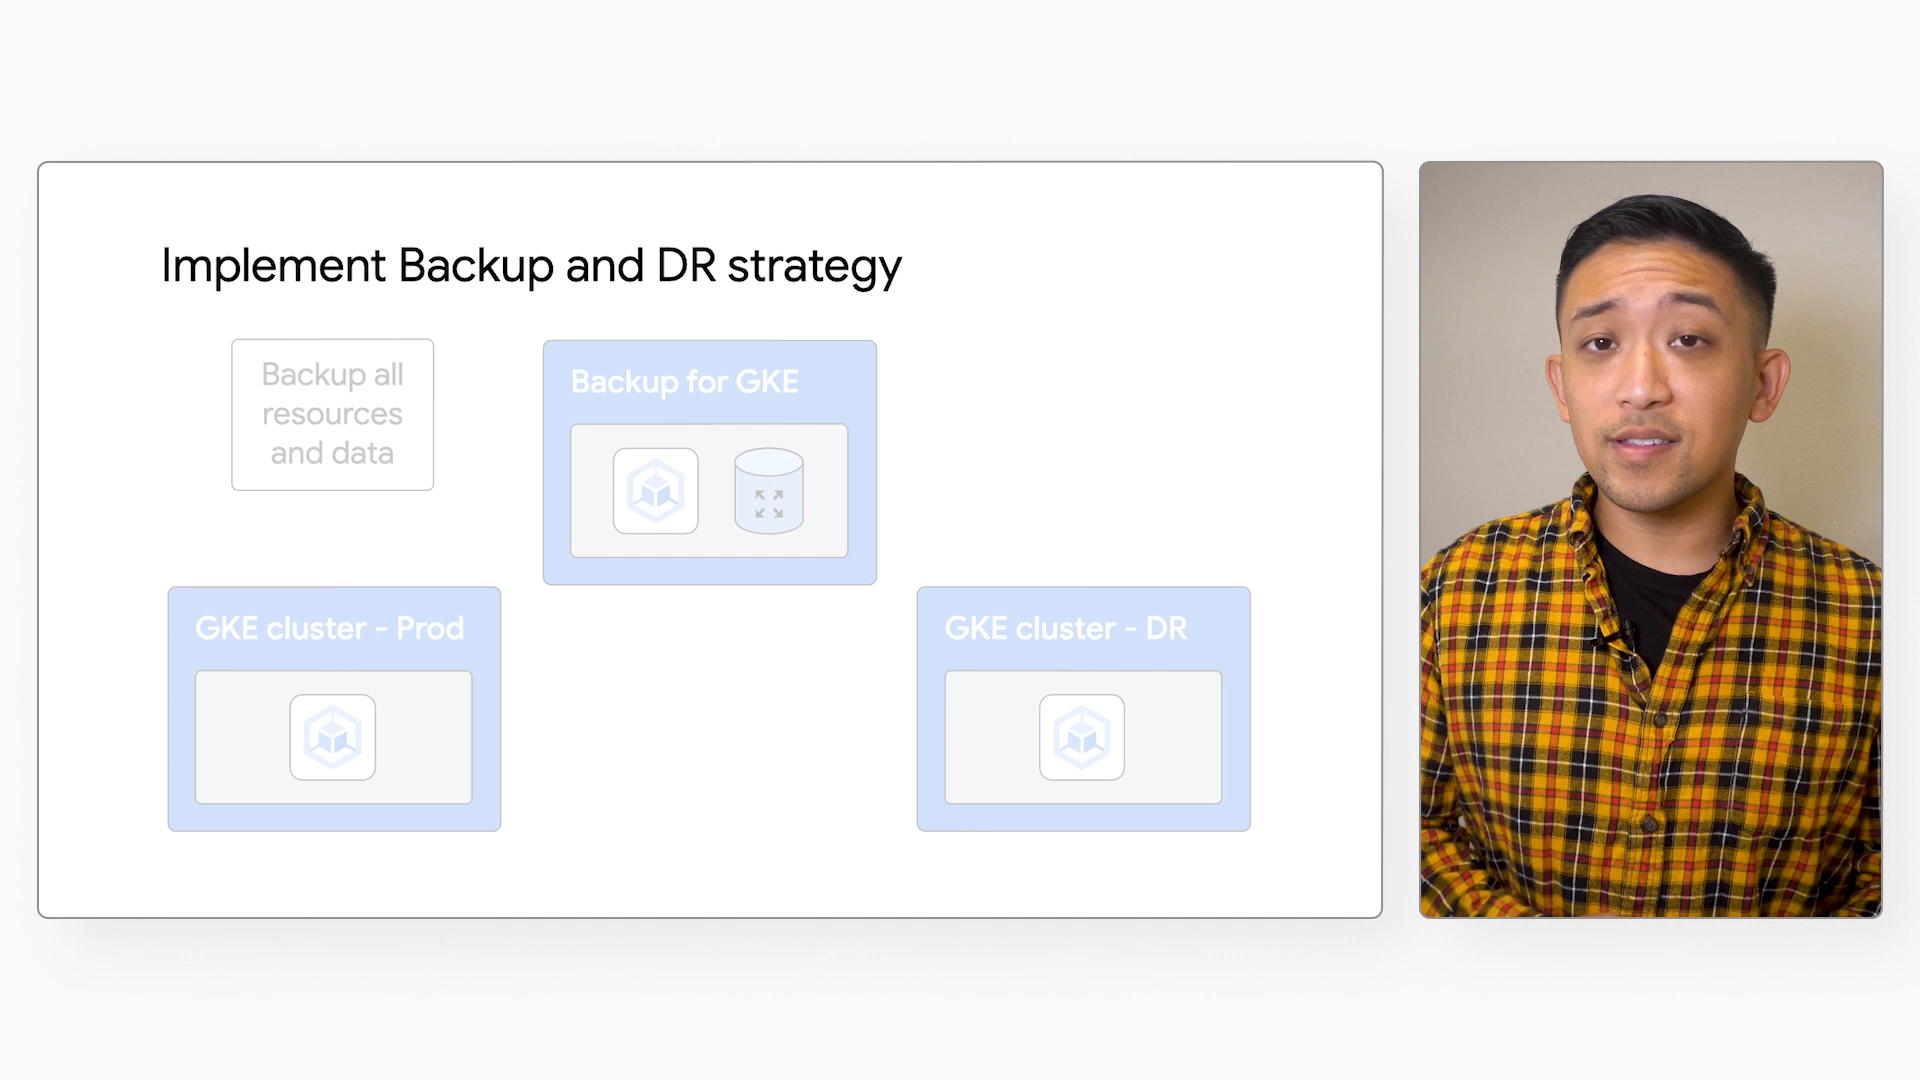 Implement Backup and DR strategy
Backup all
resources
and data
Backup for GKE
GKE cluster - Prod
GKE cluster - DR